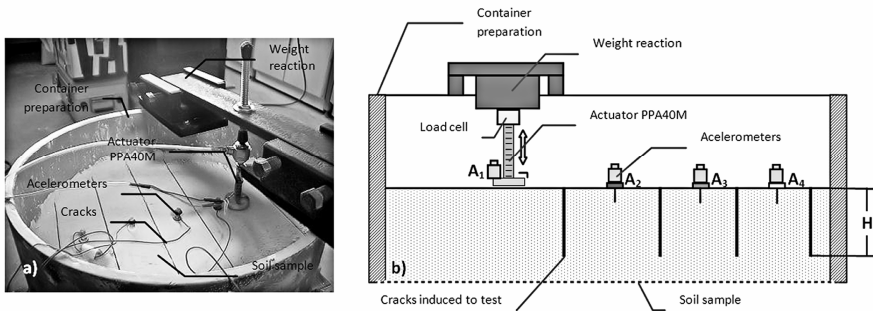 Weight
reaction
Container
preparation
Actuator
PPA40M
Acelerometers
Cracks
Soil sample
a)
Container
preparation
Weight reaction
Load cell
Actuator PPA40M
Acelerometers
A1
A2
A3
A4
H
b)
Cracks induced to test
Soil sample